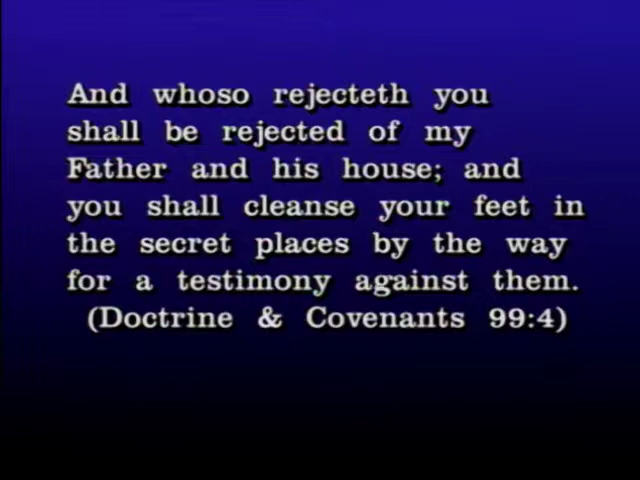 And whoso rejecteth you
shall be rejected of my
Father and his house; and
you shall cleanse your feet in
the secret places by the way
for a testimony against them.
(Doctrine & Covenants 99:4)